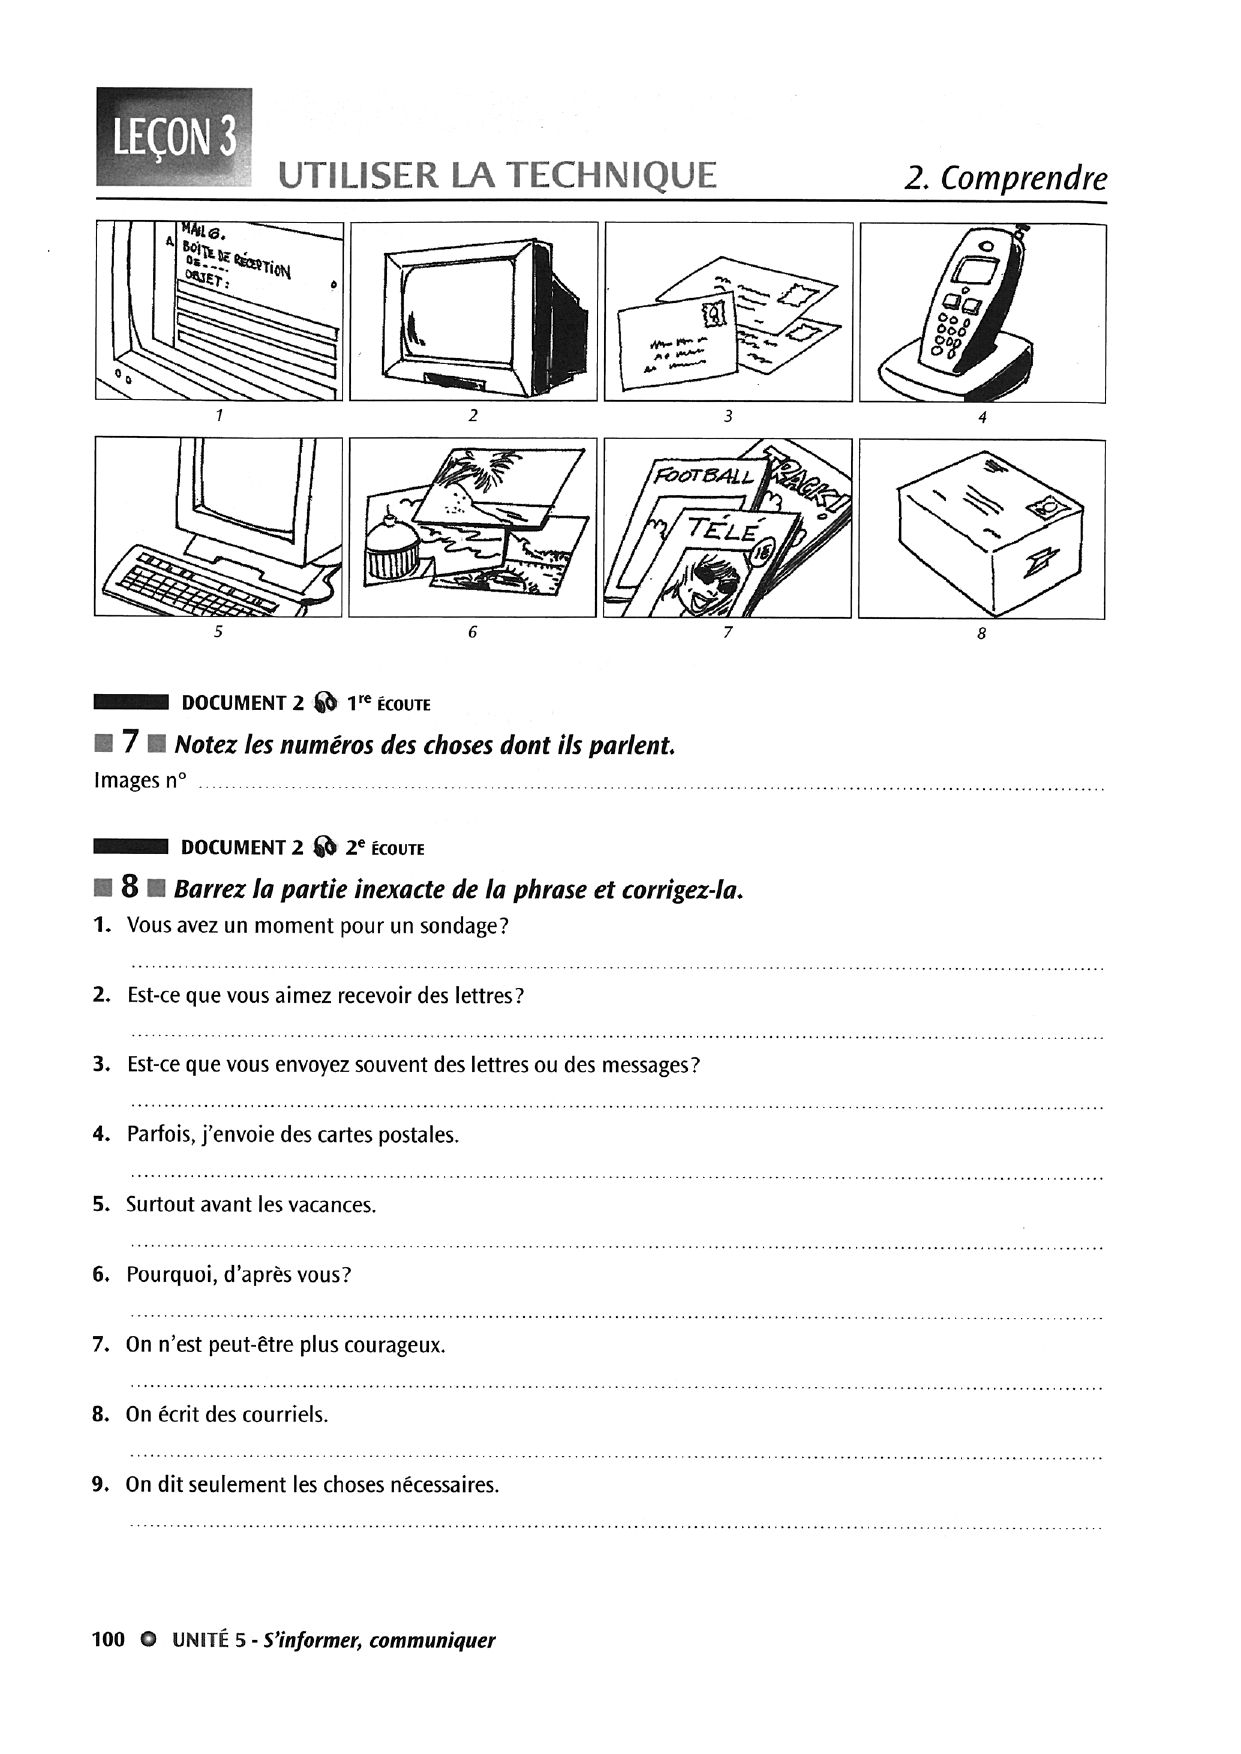 LEÇON 3
UTILISER LA TECHNIQUE
2. Comprendre
MAIL@.
A
BOÎTE DE RÉCEPTION
DE----
OBJET:
1
2
3
4
FOOTBALL
TRACKI
TÉLÉ
5
6
7
8
DOCUMENT 2 1re ÉCOUTE
7 Notez les numéros des choses dont ils parlent.
Images n° ....................
DOCUMENT 2 2e ÉCOUTE
8 Barrez la partie inexacte de la phrase et corrigez-la.
1. Vous avez un moment pour un sondage?
2. Est-ce que vous aimez recevoir des lettres?
3. Est-ce que vous envoyez souvent des lettres ou des messages?
4. Parfois, j'envoie des cartes postales.
5. Surtout avant les vacances.
6. Pourquoi, d'après vous?
7. On n'est peut-être plus courageux.
8. On écrit des courriels.
9. On dit seulement les choses nécessaires.
100 UNITÉ 5 - S'informer, communiquer